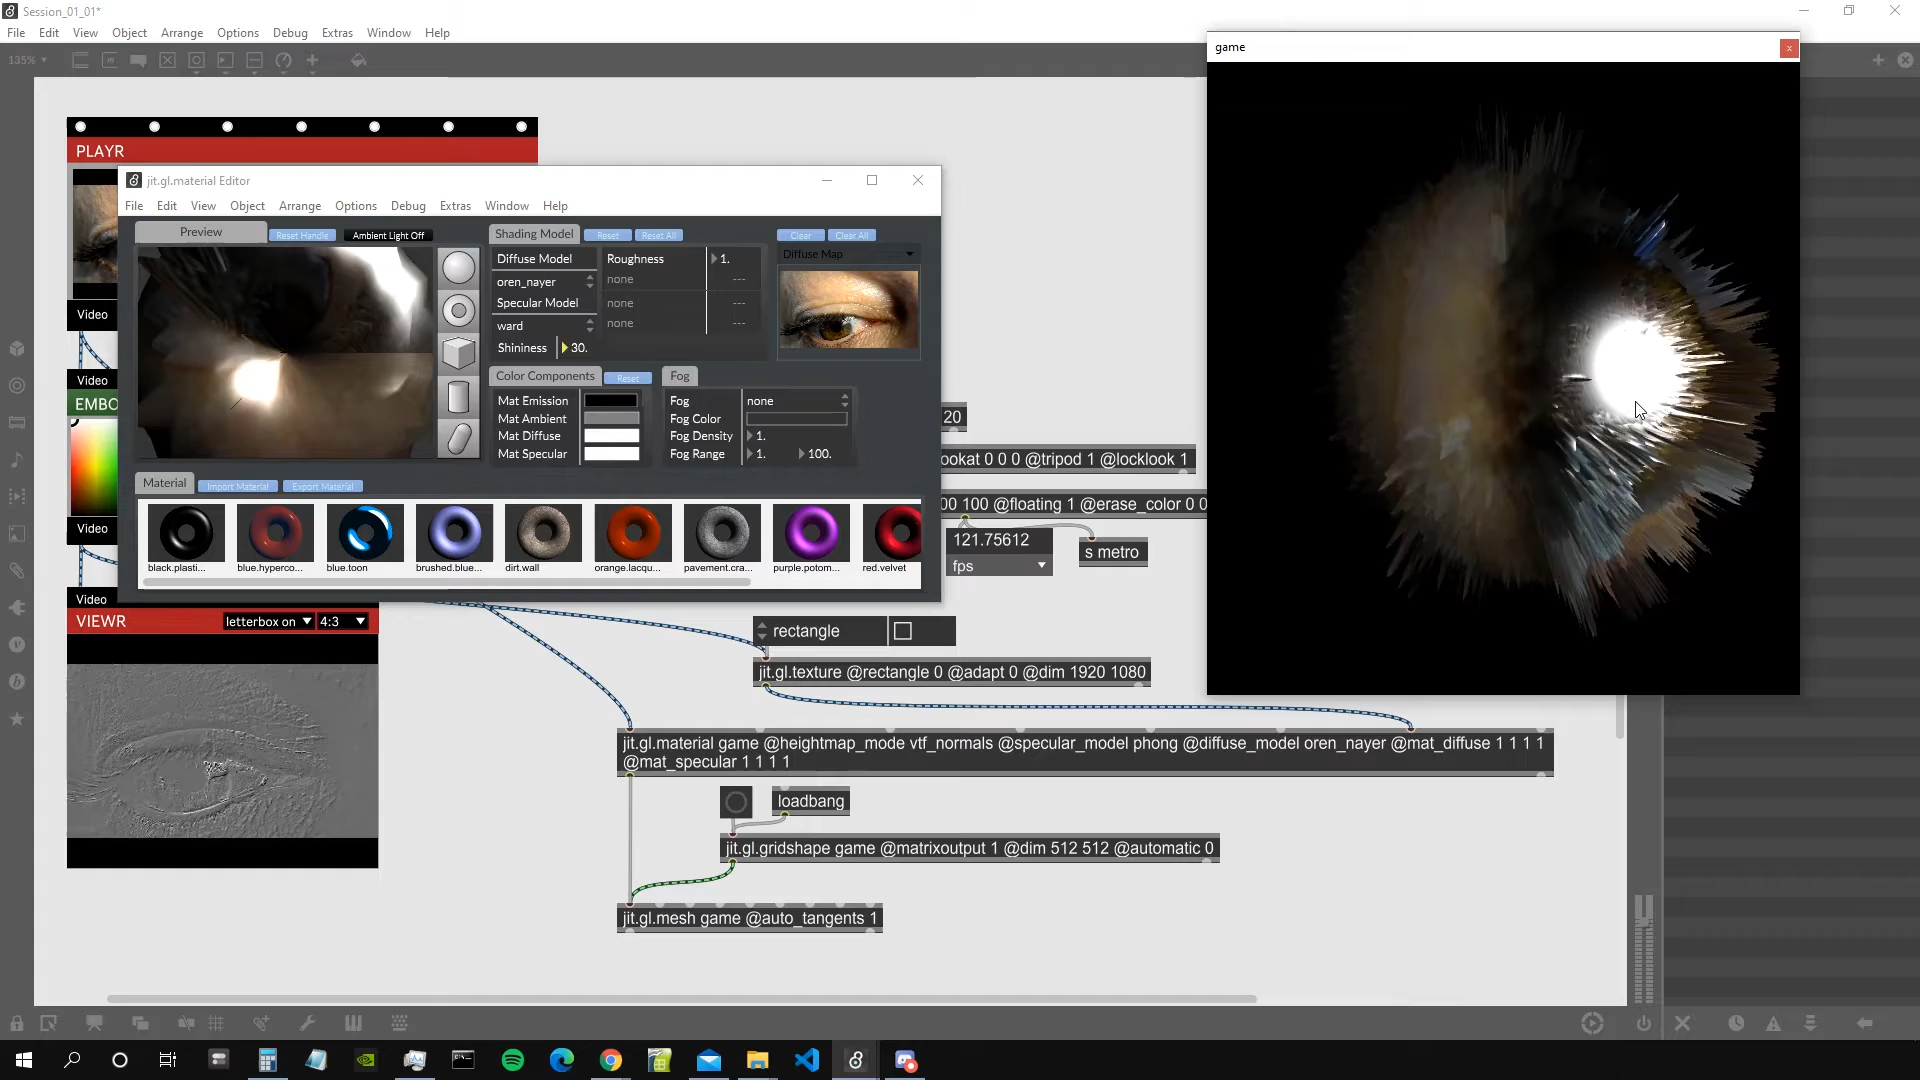 Session_01_01*
File Edit View Object Arrange Options Debug Extras Window Help
135%
game
x
PLAYR
jit.gl.material Editor
File Edit View Object Arrange Options Debug Extras Window Help
Preview
Reset Handle
Ambient Light Off
Shading Model
Reset
Reset All
Clear
Clear All
Diffuse Model
Roughness
1.
Diffuse Map
oren_nayer
none
---
Specular Model
none
---
ward
none
---
Shininess
30.
Color Components
Reset
Fog
Mat Emission
Mat Ambient
Mat Diffuse
Mat Specular
Fog
none
Fog Color
Fog Density
1.
Fog Range
1.
100.
Material
Import Material
Export Material
black.plasti...
blue.hyperco...
blue.toon
brushed.blue...
dirt.wall
orange.lacqu...
pavement.cra...
purple.potom...
red.velvet
Video
Video
EMBO
Video
Video
VIEWR
letterbox on
4:3
20
ookat 0 0 0 @tripod 1 @locklook 1
00 100 @floating 1 @erase_color 0 0
121.75612
fps
s metro
rectangle
jit.gl.texture @rectangle 0 @adapt 0 @dim 1920 1080
jit.gl.material game @heightmap_mode vtf_normals @specular_model phong @diffuse_model oren_nayer @mat_diffuse 1 1 1 1
@mat_specular 1 1 1 1
loadbang
jit.gl.gridshape game @matrixoutput 1 @dim 512 512 @automatic 0
jit.gl.mesh game @auto_tangents 1